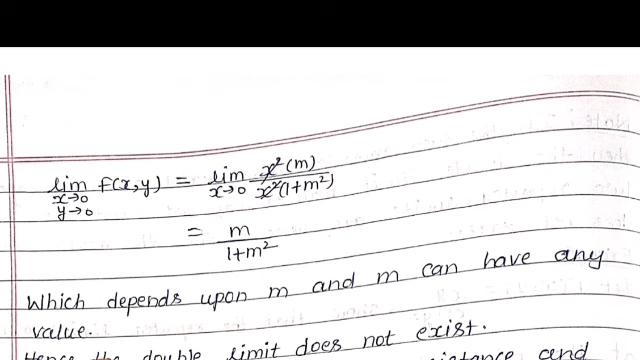 lim f(x,y) = lim x²(m) / x²(1+m²)
x→0 x→0
y→0
= m / 1+m²
Which depends upon m and m can have any
value.
Hence the double limit does not exist.
and